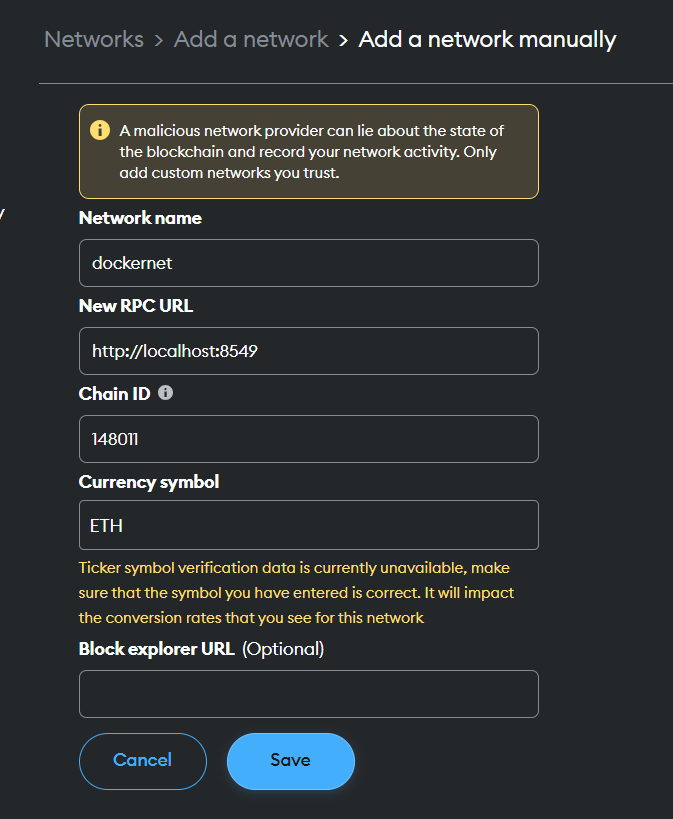 Networks > Add a network > Add a network manually
A malicious network provider can lie about the state of
the blockchain and record your network activity. Only
add custom networks you trust.
Network name
dockernet
New RPC URL
http://localhost:8549
Chain ID
148011
Currency symbol
ETH
Ticker symbol verification data is currently unavailable, make
sure that the symbol you have entered is correct. It will impact
the conversion rates that you see for this network
Block explorer URL (Optional)
Cancel
Save